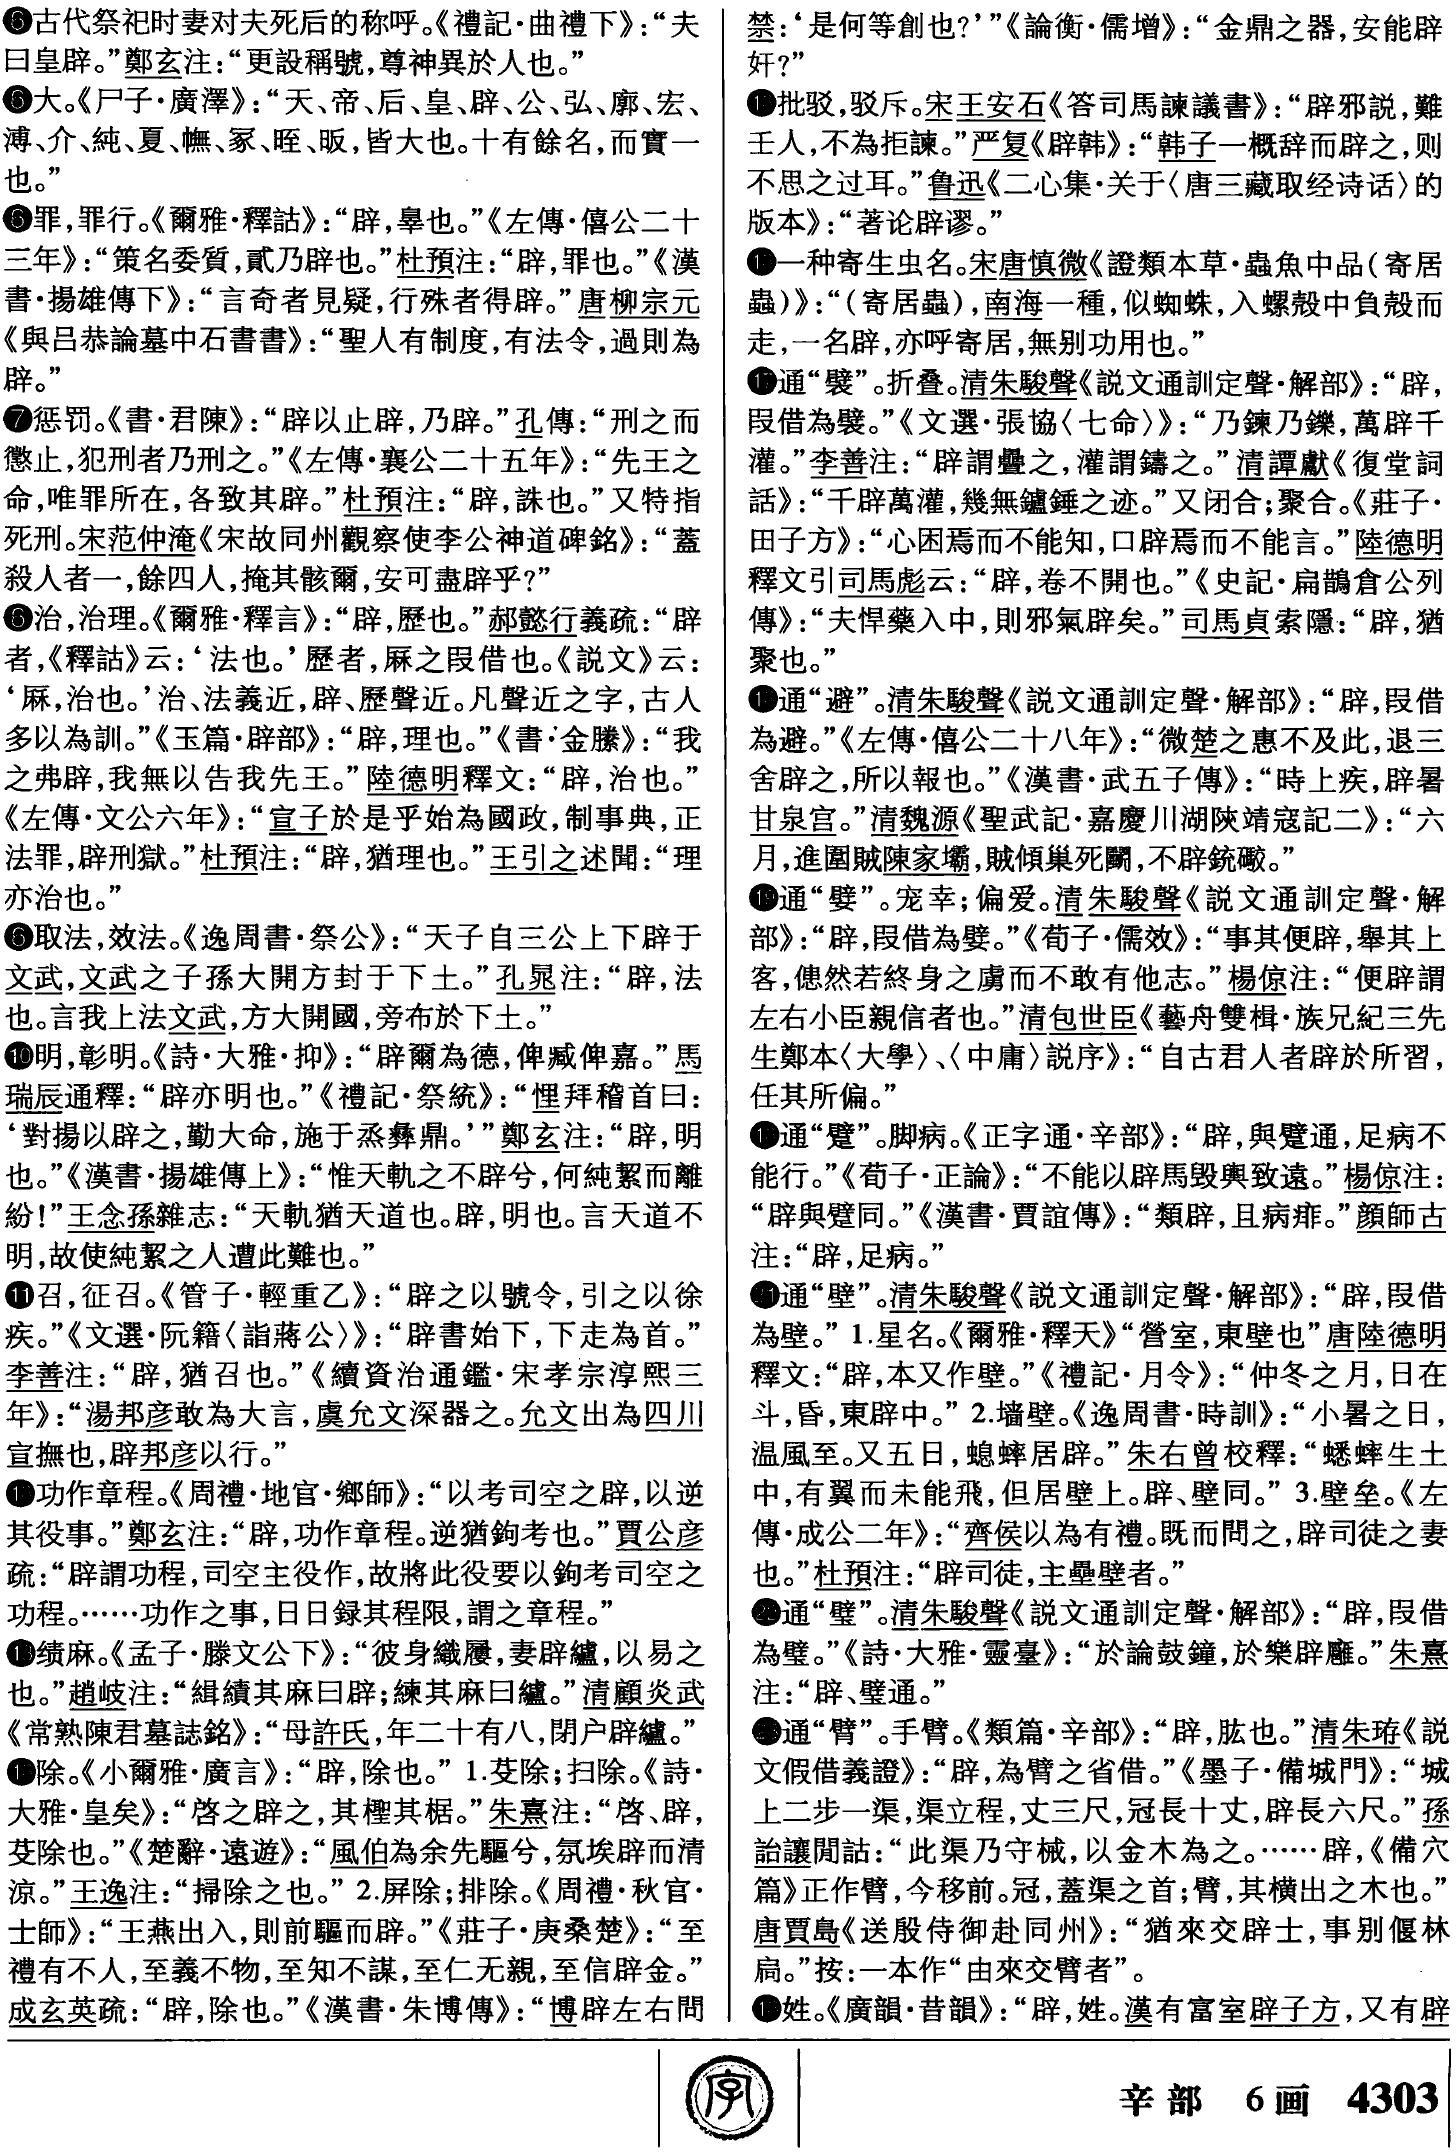 ❻古代祭祀时妻对夫死后的称呼。《禮記·曲禮下》：“夫
曰皇辟。”鄭玄注：“更設稱號，尊神異於人也。”
❻大。《尸子·廣澤》：“天、帝、后、皇、辟、公、弘、廓、宏、
溥、介、純、夏、幠、冢、晊、昄，皆大也。十有餘名，而實一
也。”
❻罪，罪行。《爾雅·釋詁》：“辟，辠也。”《左傳·僖公二十
三年》：“策名委質，貳乃辟也。”杜預注：“辟，罪也。”《漢
書·揚雄傳下》：“言奇者見疑，行殊者得辟。”唐柳宗元
《與吕恭論墓中石書書》：“聖人有制度，有法令，過則為
辟。”
❼惩罚。《書·君陳》：“辟以止辟，乃辟。”孔傳：“刑之而
懲止，犯刑者乃刑之。”《左傳·襄公二十五年》：“先王之
命，唯罪所在，各致其辟。”杜預注：“辟，誅也。”又特指
死刑。宋范仲淹《宋故同州觀察使李公神道碑銘》：“蓋
殺人者一，餘四人，掩其骸爾，安可盡辟乎？”
❻治，治理。《爾雅·釋言》：“辟，歷也。”郝懿行義疏：“辟
者，《釋詁》云：‘法也。’歷者，厤之叚借也。《説文》云：
‘厤，治也。’治、法義近，辟、歷聲近。凡聲近之字，古人
多以為訓。”《玉篇·辟部》：“辟，理也。”《書·金縢》：“我
之弗辟，我無以告我先王。”陸德明釋文：“辟，治也。”
《左傳·文公六年》：“宣子於是乎始為國政，制事典，正
法罪，辟刑獄。”杜預注：“辟，猶理也。”王引之述聞：“理
亦治也。”
❻取法，效法。《逸周書·祭公》：“天子自三公上下辟于
文武，文武之子孫大開方封于下土。”孔晁注：“辟，法
也。言我上法文武，方大開國，旁布於下土。”
❿明，彰明。《詩·大雅·抑》：“辟爾為德，俾臧俾嘉。”馬
瑞辰通釋：“辟亦明也。”《禮記·祭統》：“悝拜稽首曰：
‘對揚以辟之，勤大命，施于烝彝鼎。’”鄭玄注：“辟，明
也。”《漢書·揚雄傳上》：“惟天軌之不辟兮，何純絜而離
紛！”王念孫雜志：“天軌猶天道也。辟，明也。言天道不
明，故使純絜之人遭此難也。”
⓫召，征召。《管子·輕重乙》：“辟之以號令，引之以徐
疾。”《文選·阮籍〈詣蔣公〉》：“辟書始下，下走為首。”
李善注：“辟，猶召也。”《續資治通鑑·宋孝宗淳熙三
年》：“湯邦彦敢為大言，虞允文深器之。允文出為四川
宣撫也，辟邦彦以行。”
功作章程。《周禮·地官·鄉師》：“以考司空之辟，以逆
其役事。”鄭玄注：“辟，功作章程。逆猶鉤考也。”賈公彦
疏：“辟謂功程，司空主役作，故將此役要以鉤考司空之
功程。……功作之事，日日録其程限，謂之章程。”
绩麻。《孟子·滕文公下》：“彼身織屨，妻辟纑，以易之
也。”趙岐注：“緝績其麻曰辟；練其麻曰纑。”清顧炎武
《常熟陳君墓誌銘》：“母許氏，年二十有八，閉户辟纑。”
除。《小爾雅·廣言》：“辟，除也。”1.芟除；扫除。《詩·
大雅·皇矣》：“啓之辟之，其檉其椐。”朱熹注：“啓、辟，
芟除也。”《楚辭·遠遊》：“風伯為余先驅兮，氛埃辟而清
凉。”王逸注：“掃除之也。”2.屏除；排除。《周禮·秋官·
士師》：“王燕出入，則前驅而辟。”《莊子·庚桑楚》：“至
禮有不人，至義不物，至知不謀，至仁无親，至信辟金。”
成玄英疏：“辟，除也。”《漢書·朱博傳》：“博辟左右問
禁：‘是何等創也？’”《論衡·儒增》：“金鼎之器，安能辟
奸？”
批驳，驳斥。宋王安石《答司馬諫議書》：“辟邪説，難
壬人，不為拒諫。”严复《辟韩》：“韩子一概辞而辟之，则
不思之过耳。”鲁迅《二心集·关于〈唐三藏取经诗话〉的
版本》：“著论辟谬。”
一种寄生虫名。宋唐慎微《證類本草·蟲魚中品（寄居
蟲）》：“（寄居蟲），南海一種，似蜘蛛，入螺殻中負殻而
走，一名辟，亦呼寄居，無别功用也。”
通“襞”。折叠。清朱駿聲《説文通訓定聲·解部》：“辟，
叚借為襞。”《文選·張協〈七命〉》：“乃鍊乃鑠，萬辟千
灌。”李善注：“辟謂疊之，灌謂鑄之。”清譚獻《復堂詞
話》：“千辟萬灌，幾無鑪錘之迹。”又闭合；聚合。《莊子·
田子方》：“心困焉而不能知，口辟焉而不能言。”陸德明
釋文引司馬彪云：“辟，卷不開也。”《史記·扁鵲倉公列
傳》：“夫悍藥入中，則邪氣辟矣。”司馬貞索隱：“辟，猶
聚也。”
通“避”。清朱駿聲《説文通訓定聲·解部》：“辟，叚借
為避。”《左傳·僖公二十八年》：“微楚之惠不及此，退三
舍辟之，所以報也。”《漢書·武五子傳》：“時上疾，辟暑
甘泉宫。”清魏源《聖武記·嘉慶川湖陝靖寇記二》：“六
月，進圍賊陳家壩，賊傾巢死鬭，不辟銃礮。”
⓳通“嬖”。宠幸；偏爱。清朱駿聲《説文通訓定聲·解
部》：“辟，叚借為嬖。”《荀子·儒效》：“事其便辟，舉其上
客，億然若終身之虜而不敢有他志。”楊倞注：“便辟謂
左右小臣親信者也。”清包世臣《藝舟雙楫·族兄紀三先
生鄭本〈大學〉、〈中庸〉説序》：“自古君人者辟於所習，
任其所偏。”
通“躄”。脚病。《正字通·辛部》：“辟，與躄通，足病不
能行。”《荀子·正論》：“不能以辟馬毁輿致遠。”楊倞注：
“辟與躄同。”《漢書·賈誼傳》：“類辟，且病痱。”顔師古
注：“辟，足病。”
通“壁”。清朱駿聲《説文通訓定聲·解部》：“辟，叚借
為壁。”1.星名。《爾雅·釋天》“營室，東壁也”唐陸德明
釋文：“辟，本又作壁。”《禮記·月令》：“仲冬之月，日在
斗，昏，東辟中。”2.墙壁。《逸周書·時訓》：“小暑之日，
温風至。又五日，蟋蟀居辟。”朱右曾校釋：“蟋蟀生土
中，有翼而未能飛，但居壁上。辟、壁同。”3.壁垒。《左
傳·成公二年》：“齊侯以為有禮。既而問之，辟司徒之妻
也。”杜預注：“辟司徒，主壘壁者。”
通“璧”。清朱駿聲《説文通訓定聲·解部》：“辟，叚借
為璧。”《詩·大雅·靈臺》：“於論鼓鐘，於樂辟廱。”朱熹
注：“辟、璧通。”
通“臂”。手臂。《類篇·辛部》：“辟，肱也。”清朱珔《説
文假借義證》：“辟，為臂之省借。”《墨子·備城門》：“城
上二步一渠，渠立程，丈三尺，冠長十丈，辟長六尺。”孫
詒讓閒詁：“此渠乃守械，以金木為之。……辟，《備穴
篇》正作臂，今移前。冠，蓋渠之首；臂，其横出之木也。”
唐賈島《送殷侍御赴同州》：“猶來交辟士，事别偃林
扃。”按：一本作“由來交臂者”。
姓。《廣韻·昔韻》：“辟，姓。漢有富室辟子方，又有辟
字
辛部 6画 4303